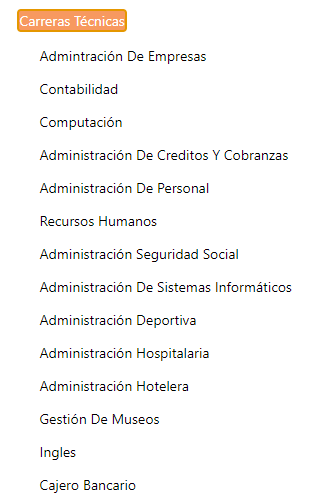 Carreras Técnicas
Admintración De Empresas
Contabilidad
Computación
Administración De Creditos Y Cobranzas
Administración De Personal
Recursos Humanos
Administración Seguridad Social
Administración De Sistemas Informáticos
Administración Deportiva
Administración Hospitalaria
Administración Hotelera
Gestión De Museos
Ingles
Cajero Bancario